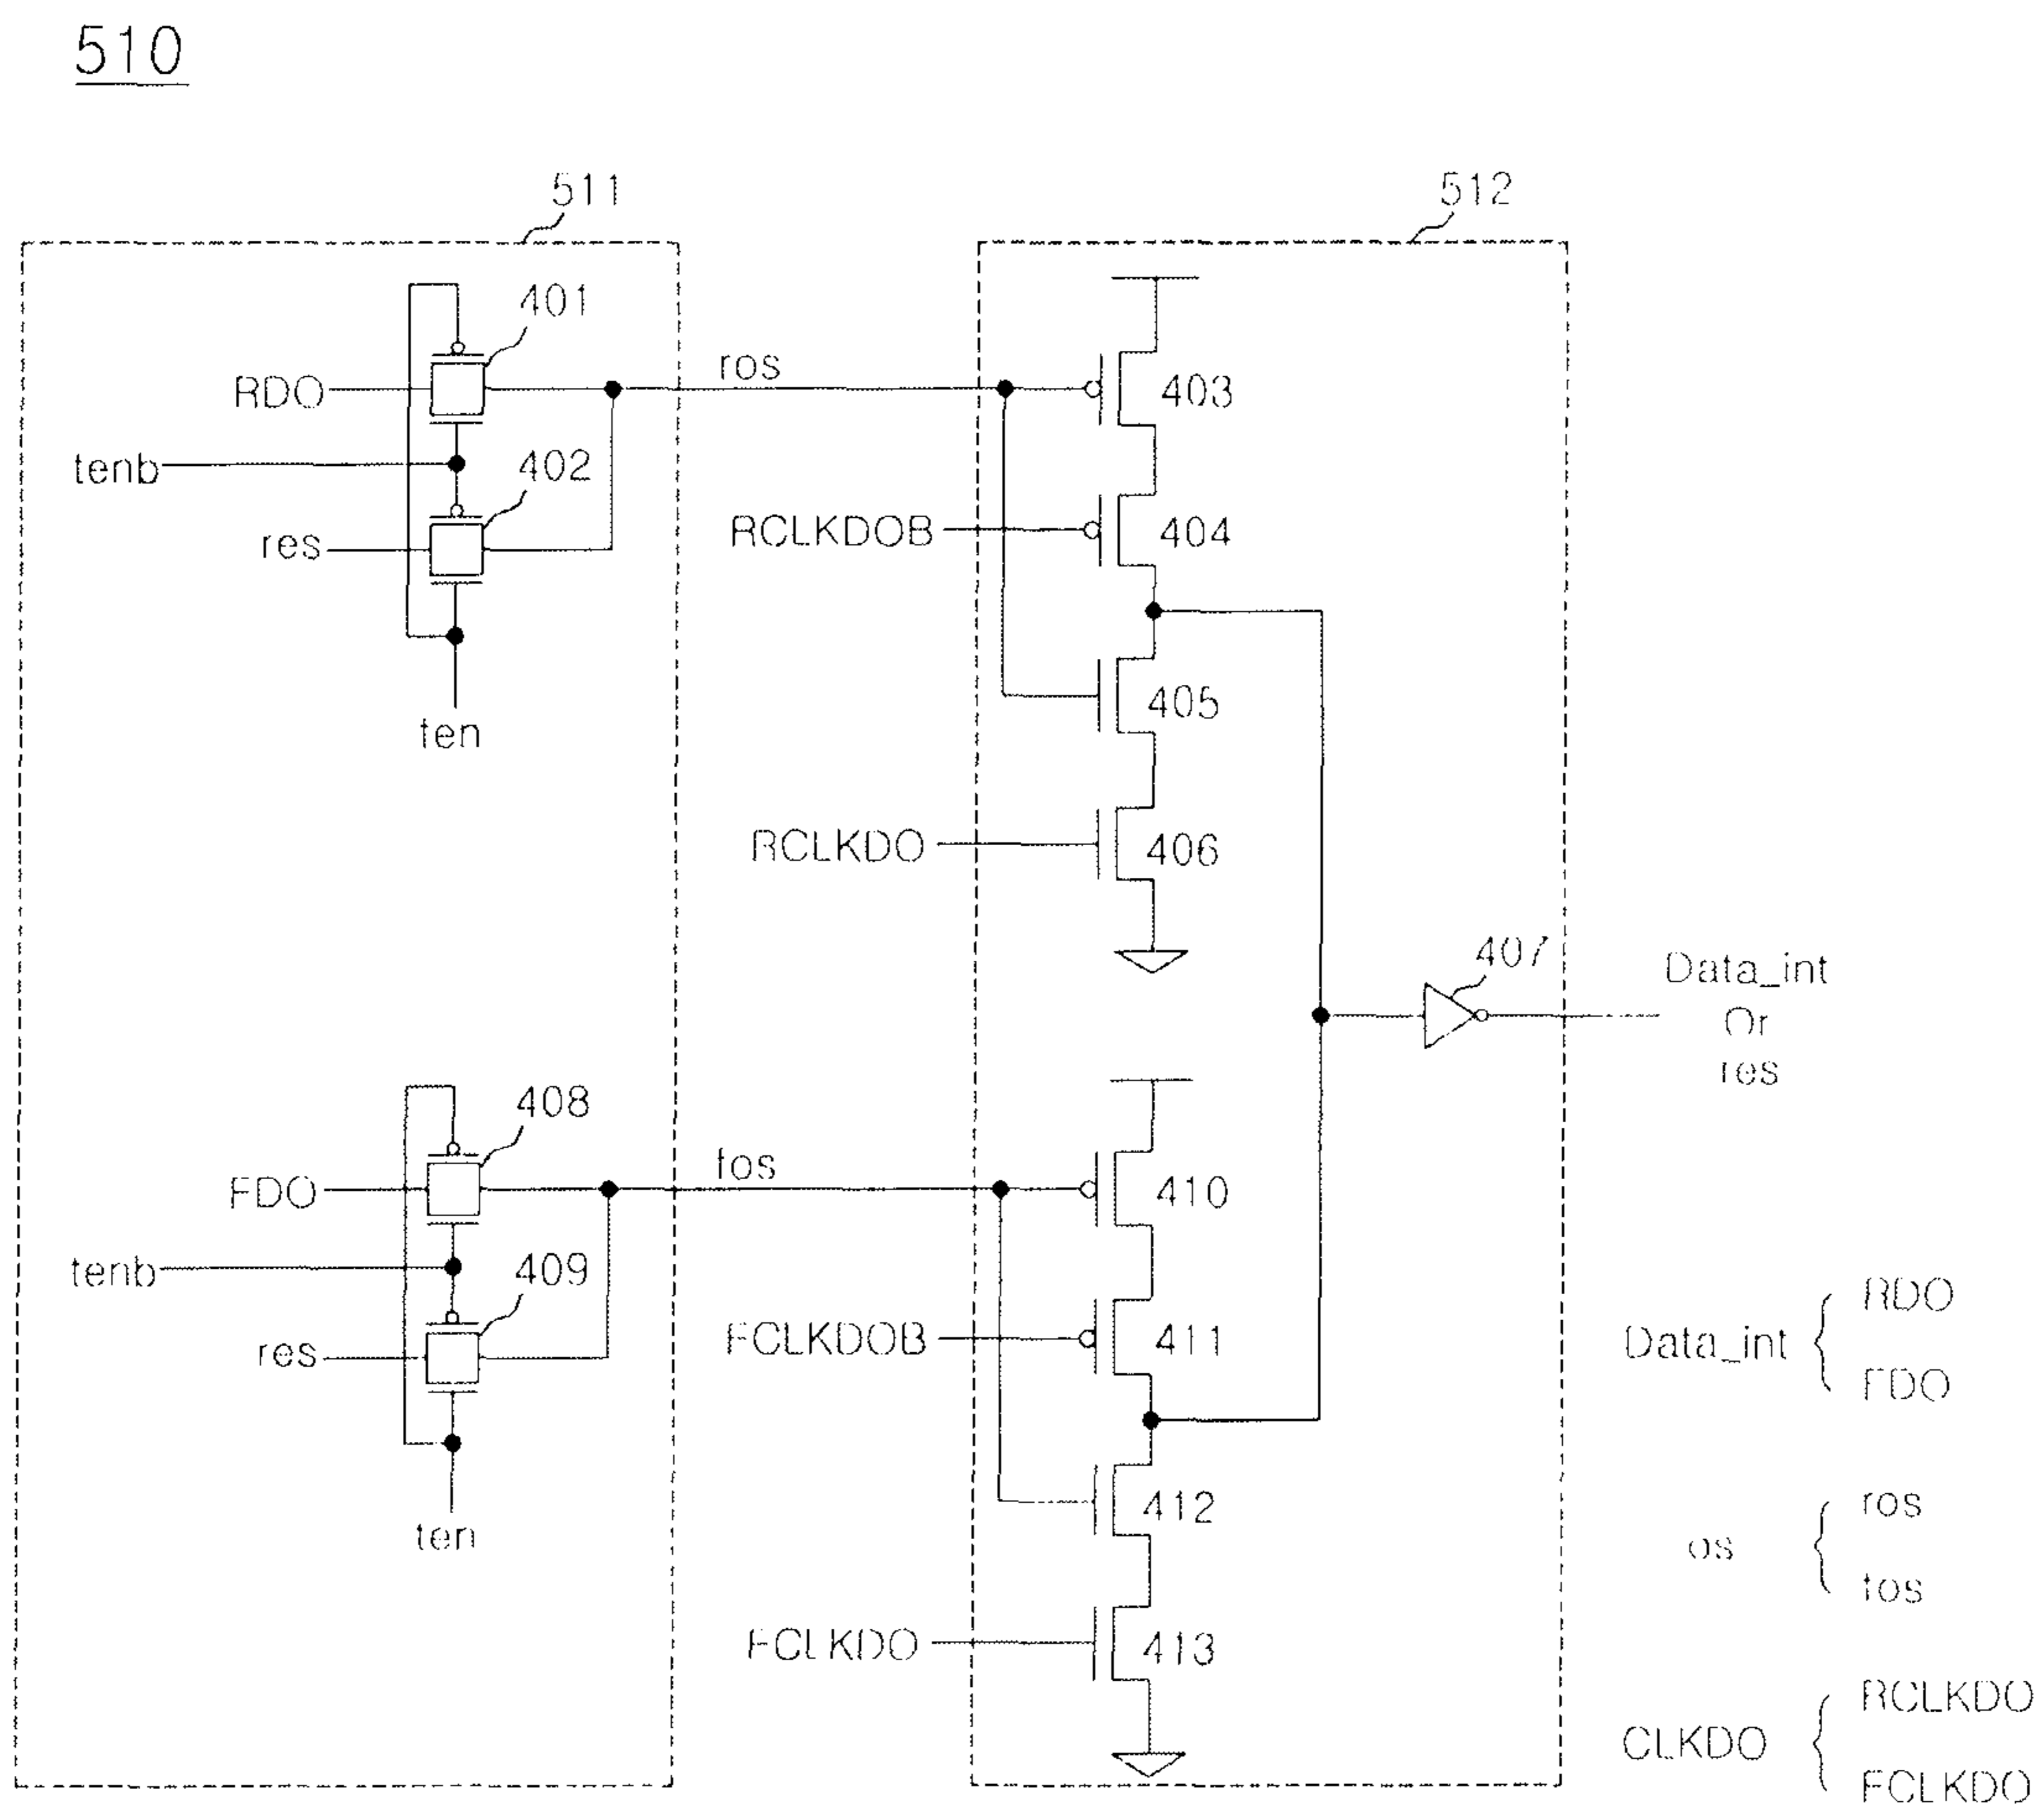 510
511
512
401
RDO
ros
403
tenb
402
RCLKDOB
404
res
405
ten
RCLKDO
406
407
Data_int
Or
res
408
FDO
fos
410
tenb
409
res
FCLKDOB
411
Data_int
RDO
FDO
412
ten
os
ros
fos
FCLKDO
413
CLKDO
RCLKDO
FCLKDO